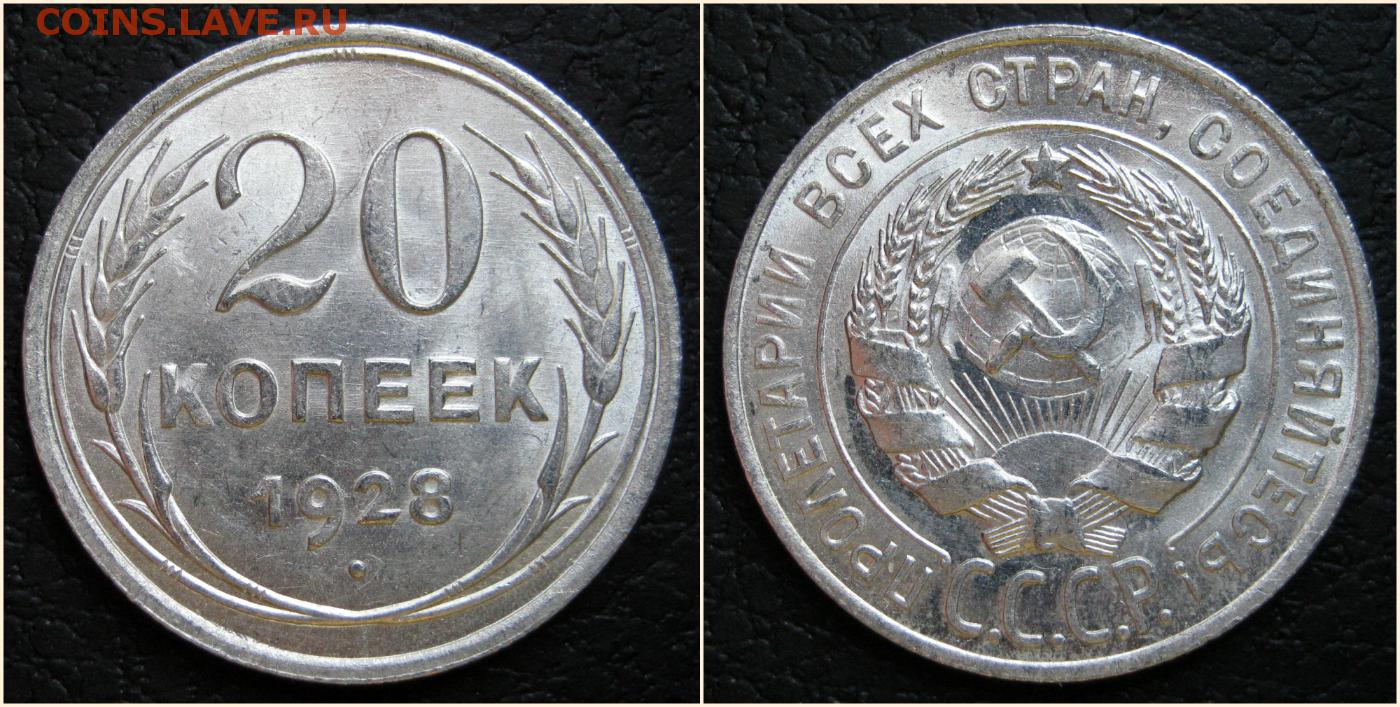 COINS.LAVE.RU
20
КОПЕЕК
1928
ПРОЛЕТАРИИ ВСЕХ СТРАН, СОЕДИНЯЙТЕСЬ!
С.С.С.Р.